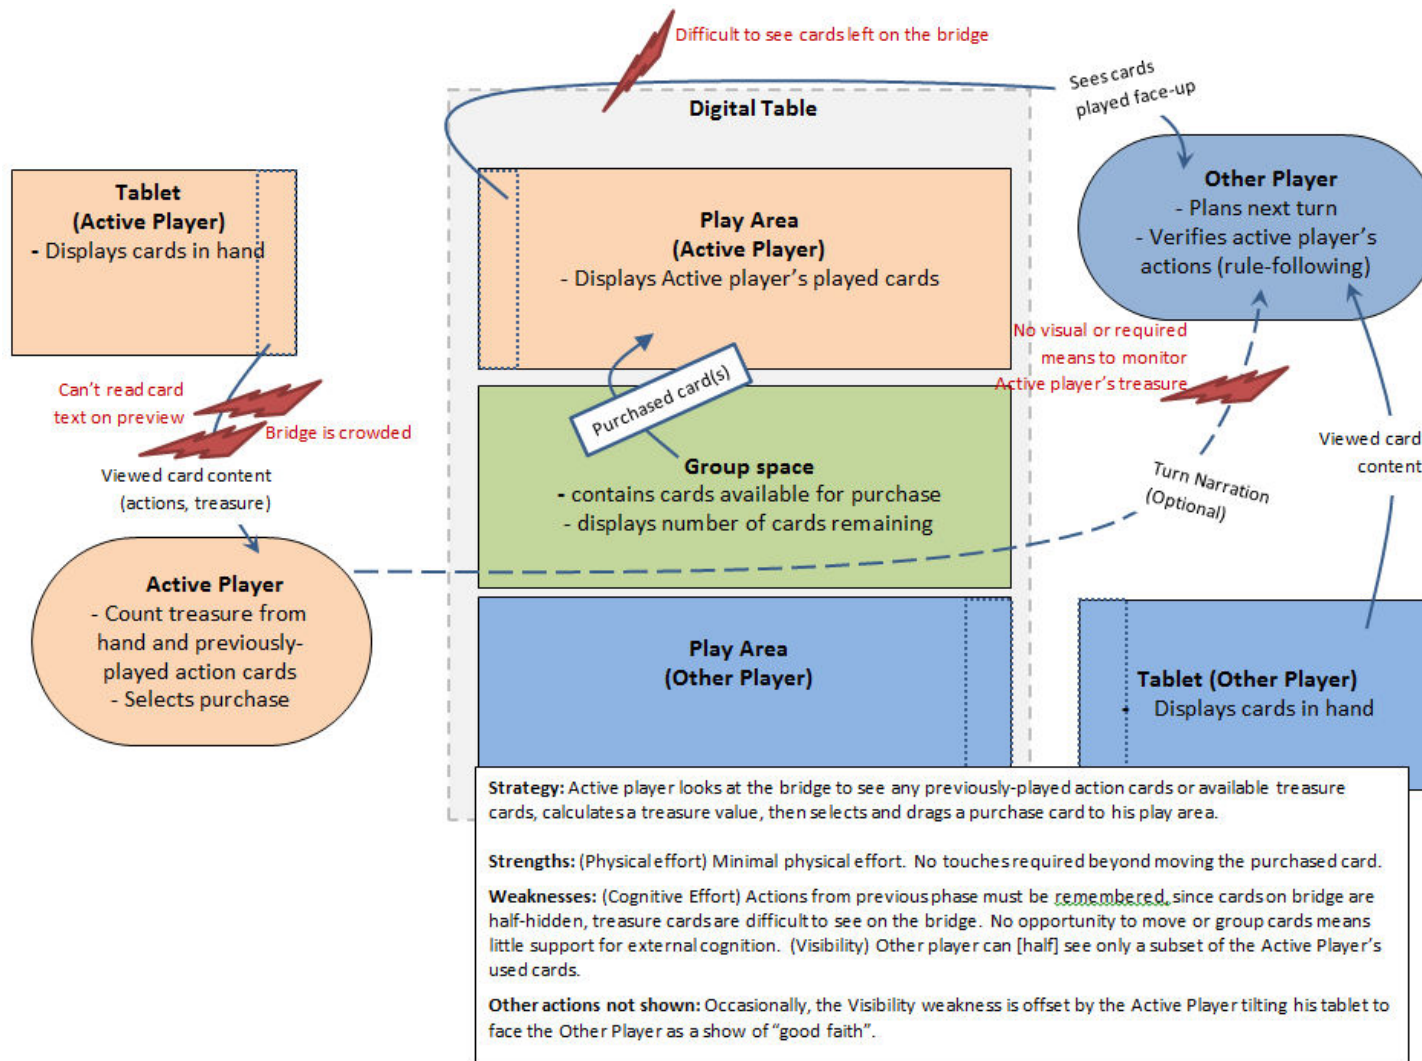 Difficult to see cards left on the bridge
Sees cards
played face-up
Digital Table
Tablet
(Active Player)
- Displays cards in hand
Play Area
(Active Player)
- Displays Active player's played cards
Other Player
- Plans next turn
- Verifies active player's
actions (rule-following)
No visual or required
means to monitor
Active player's treasure
Can't read card
text on preview
Bridge is crowded
Purchased card(s)
Viewed card content
(actions, treasure)
Group space
- contains cards available for purchase
- displays number of cards remaining
Viewed card
content
Turn Narration
(Optional)
Active Player
- Count treasure from
hand and previously-
played action cards
- Selects purchase
Play Area
(Other Player)
Tablet (Other Player)
- Displays cards in hand
Strategy: Active player looks at the bridge to see any previously-played action cards or available treasure
cards, calculates a treasure value, then selects and drags a purchase card to his play area.
Strengths: (Physical effort) Minimal physical effort. No touches required beyond moving the purchased card.
Weaknesses: (Cognitive Effort) Actions from previous phase must be remembered, since cards on bridge are
half-hidden, treasure cards are difficult to see on the bridge. No opportunity to move or group cards means
little support for external cognition. (Visibility) Other player can [half] see only a subset of the Active Player's
used cards.
Other actions not shown: Occasionally, the Visibility weakness is offset by the Active Player tilting his tablet to
face the Other Player as a show of "good faith".